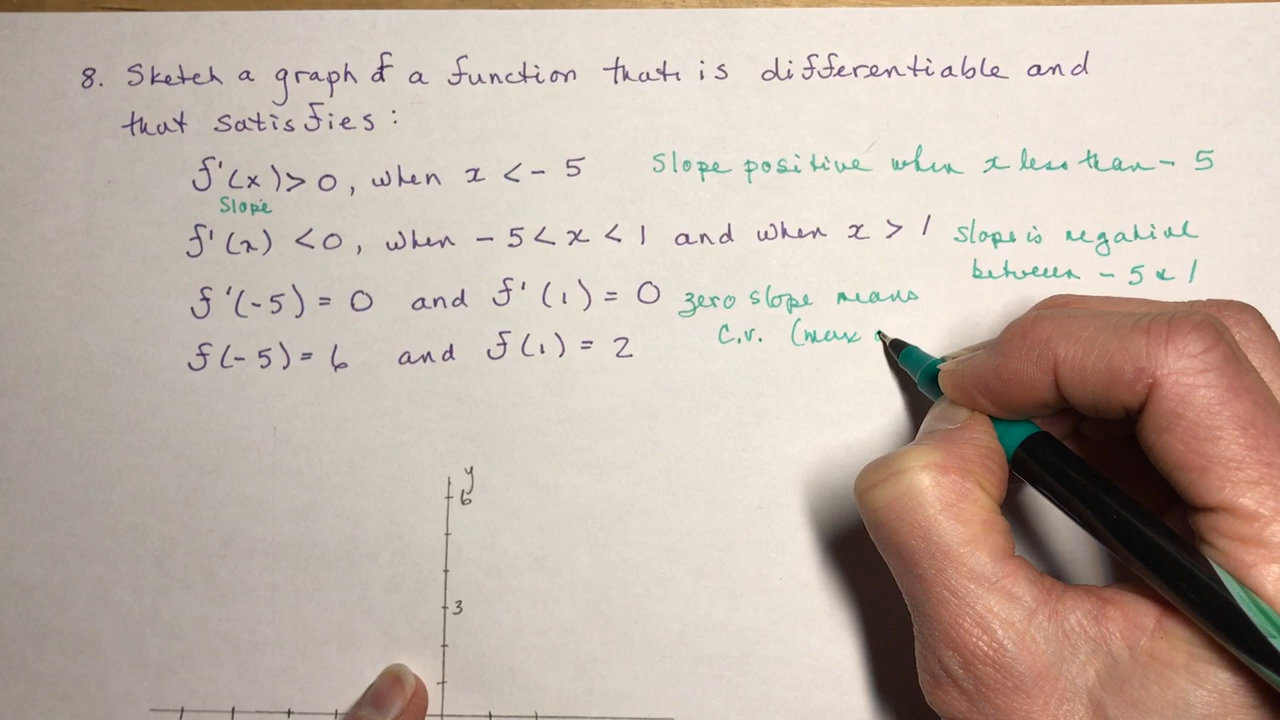 8. Sketch a graph of a function that is differentiable and
that satisfies:
f'(x) > 0, when x < -5 Slope positive when x less than - 5
Slope
f'(x) < 0, when -5 < x < 1 and when x > 1 slope is negative
between -5 & 1
f'(-5) = 0 and f'(1) = 0 zero slope means
c.v. (max
f(-5) = 6 and f(1) = 2
y
6
3